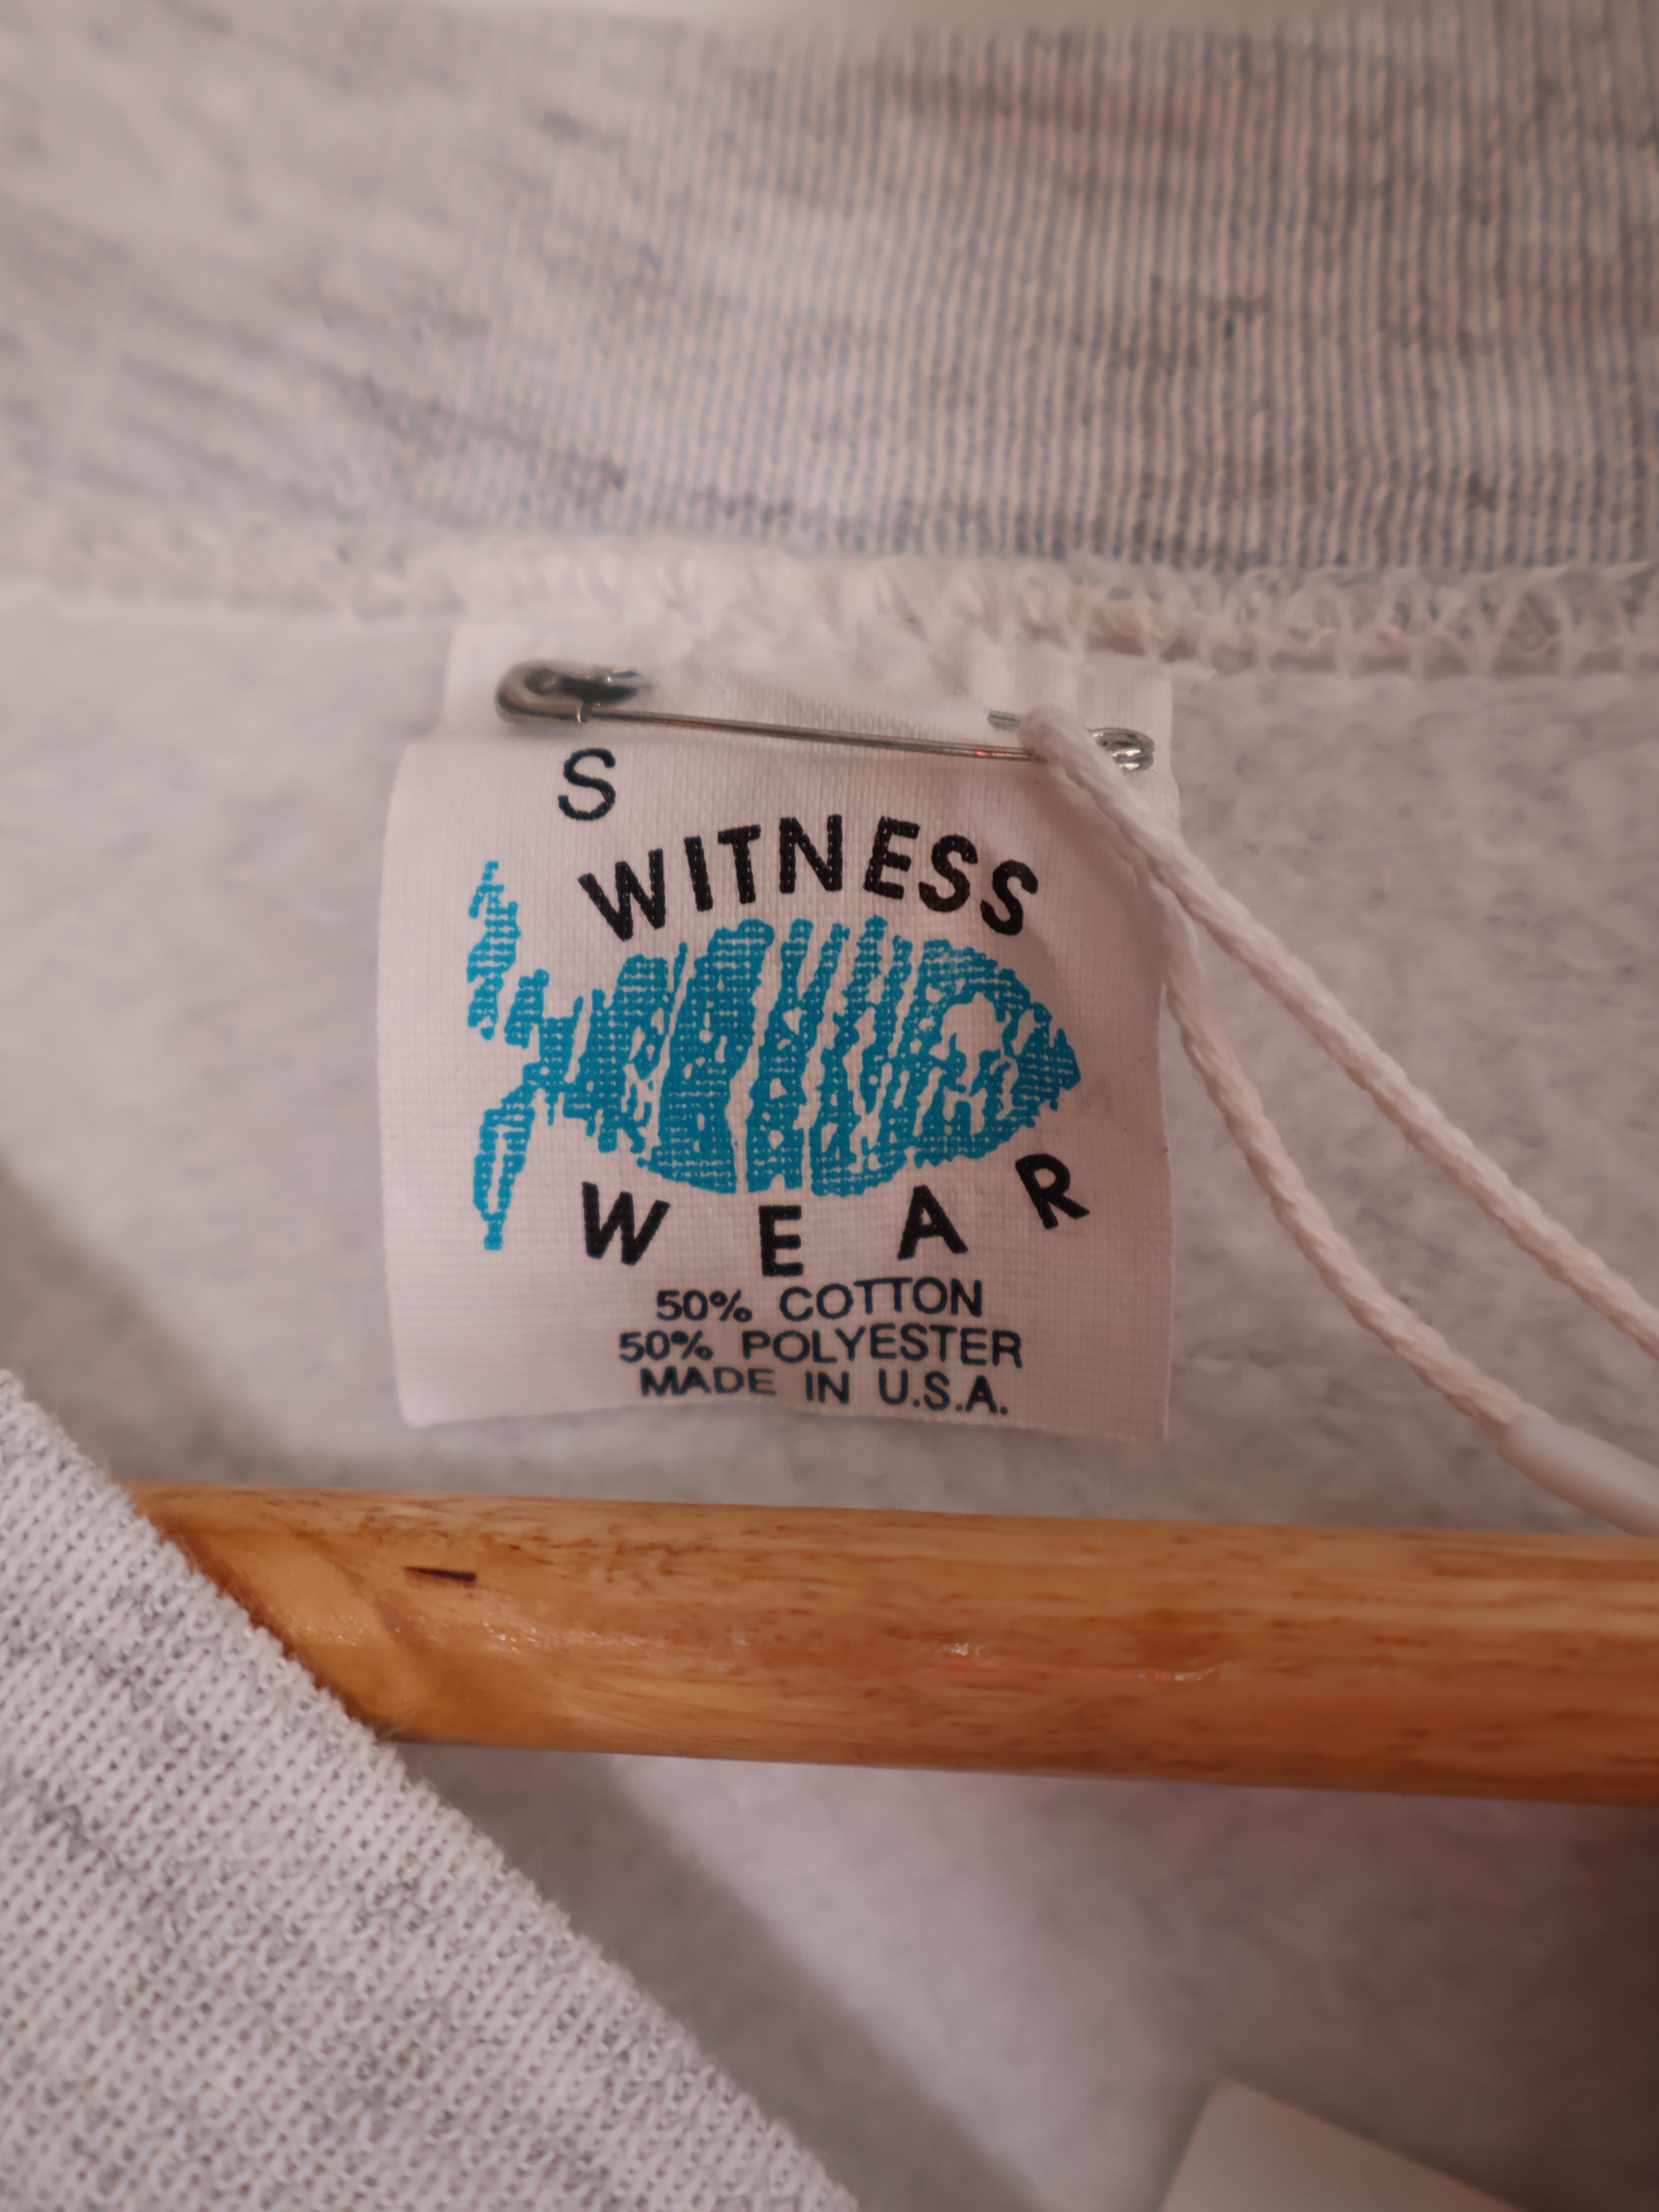 S
WITNESS
WEAR
50% COTTON
50% POLYESTER
MADE IN U.S.A.